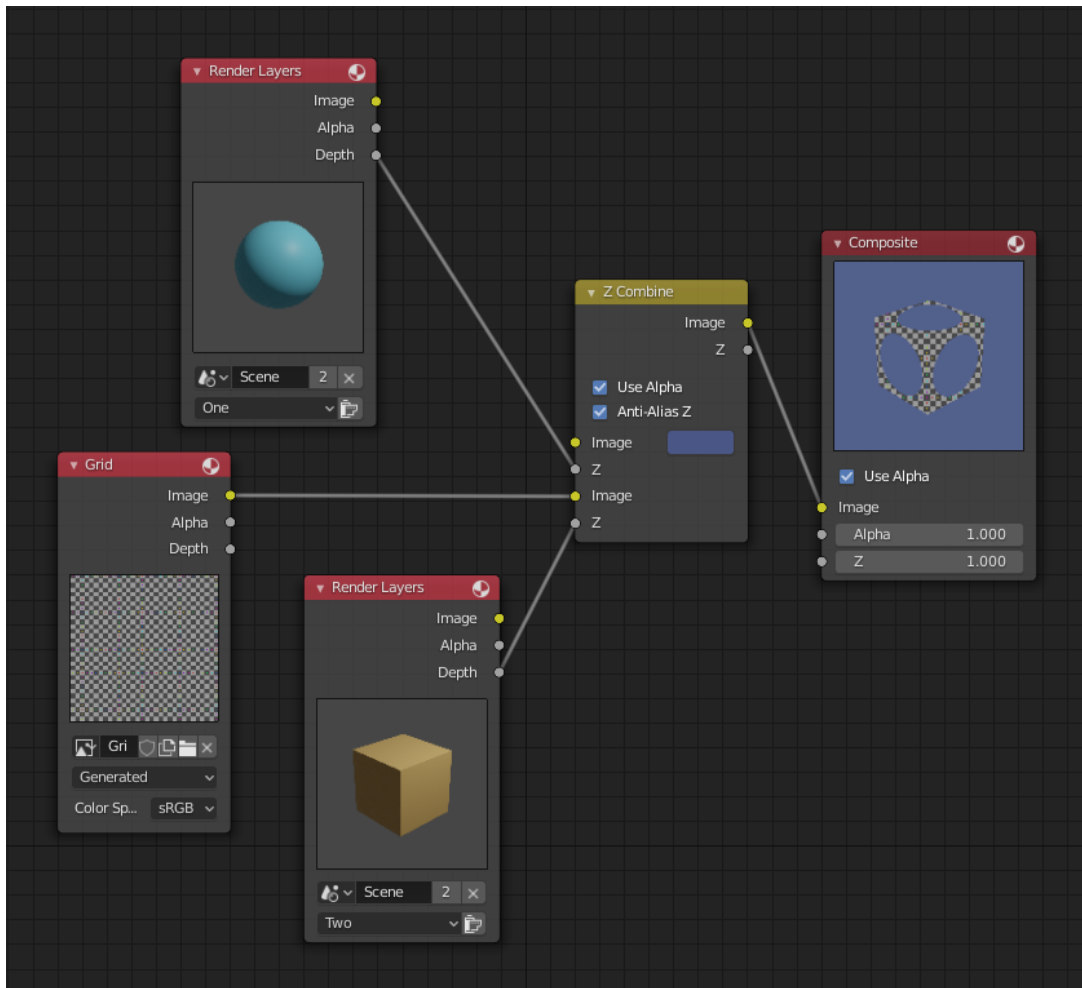 Render Layers
Image
Alpha
Depth
Scene 2
One
Grid
Image
Alpha
Depth
Gri
Generated
Color Sp... sRGB
Render Layers
Image
Alpha
Depth
Scene 2
Two
Z Combine
Image
Z
Use Alpha
Anti-Alias Z
Image
Z
Image
Z
Composite
Use Alpha
Image
Alpha 1.000
Z 1.000